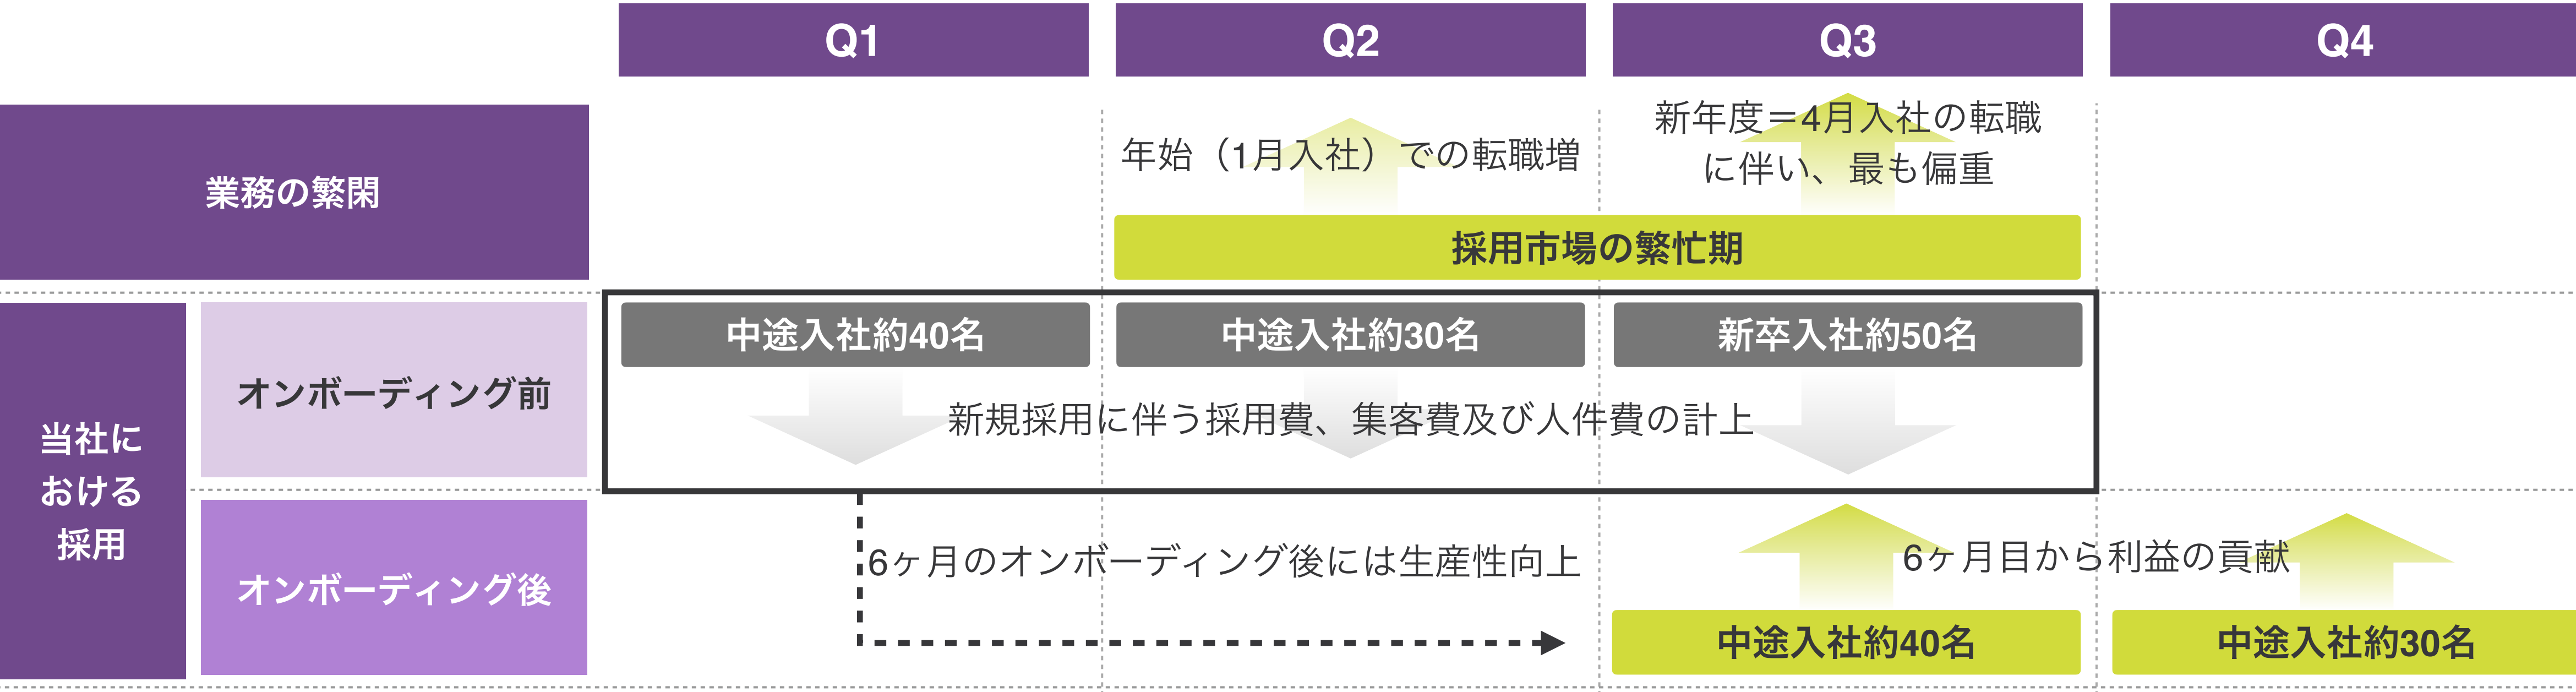 Q1
Q2
Q3
Q4
業務の繁閑
年始（1月入社）での転職増
新年度＝4月入社の転職
に伴い、最も偏重
採用市場の繁忙期
当社に
おける
採用
オンボーディング前
中途入社約40名
中途入社約30名
新卒入社約50名
新規採用に伴う採用費、集客費及び人件費の計上
オンボーディング後
6ヶ月のオンボーディング後には生産性向上
6ヶ月目から利益の貢献
中途入社約40名
中途入社約30名